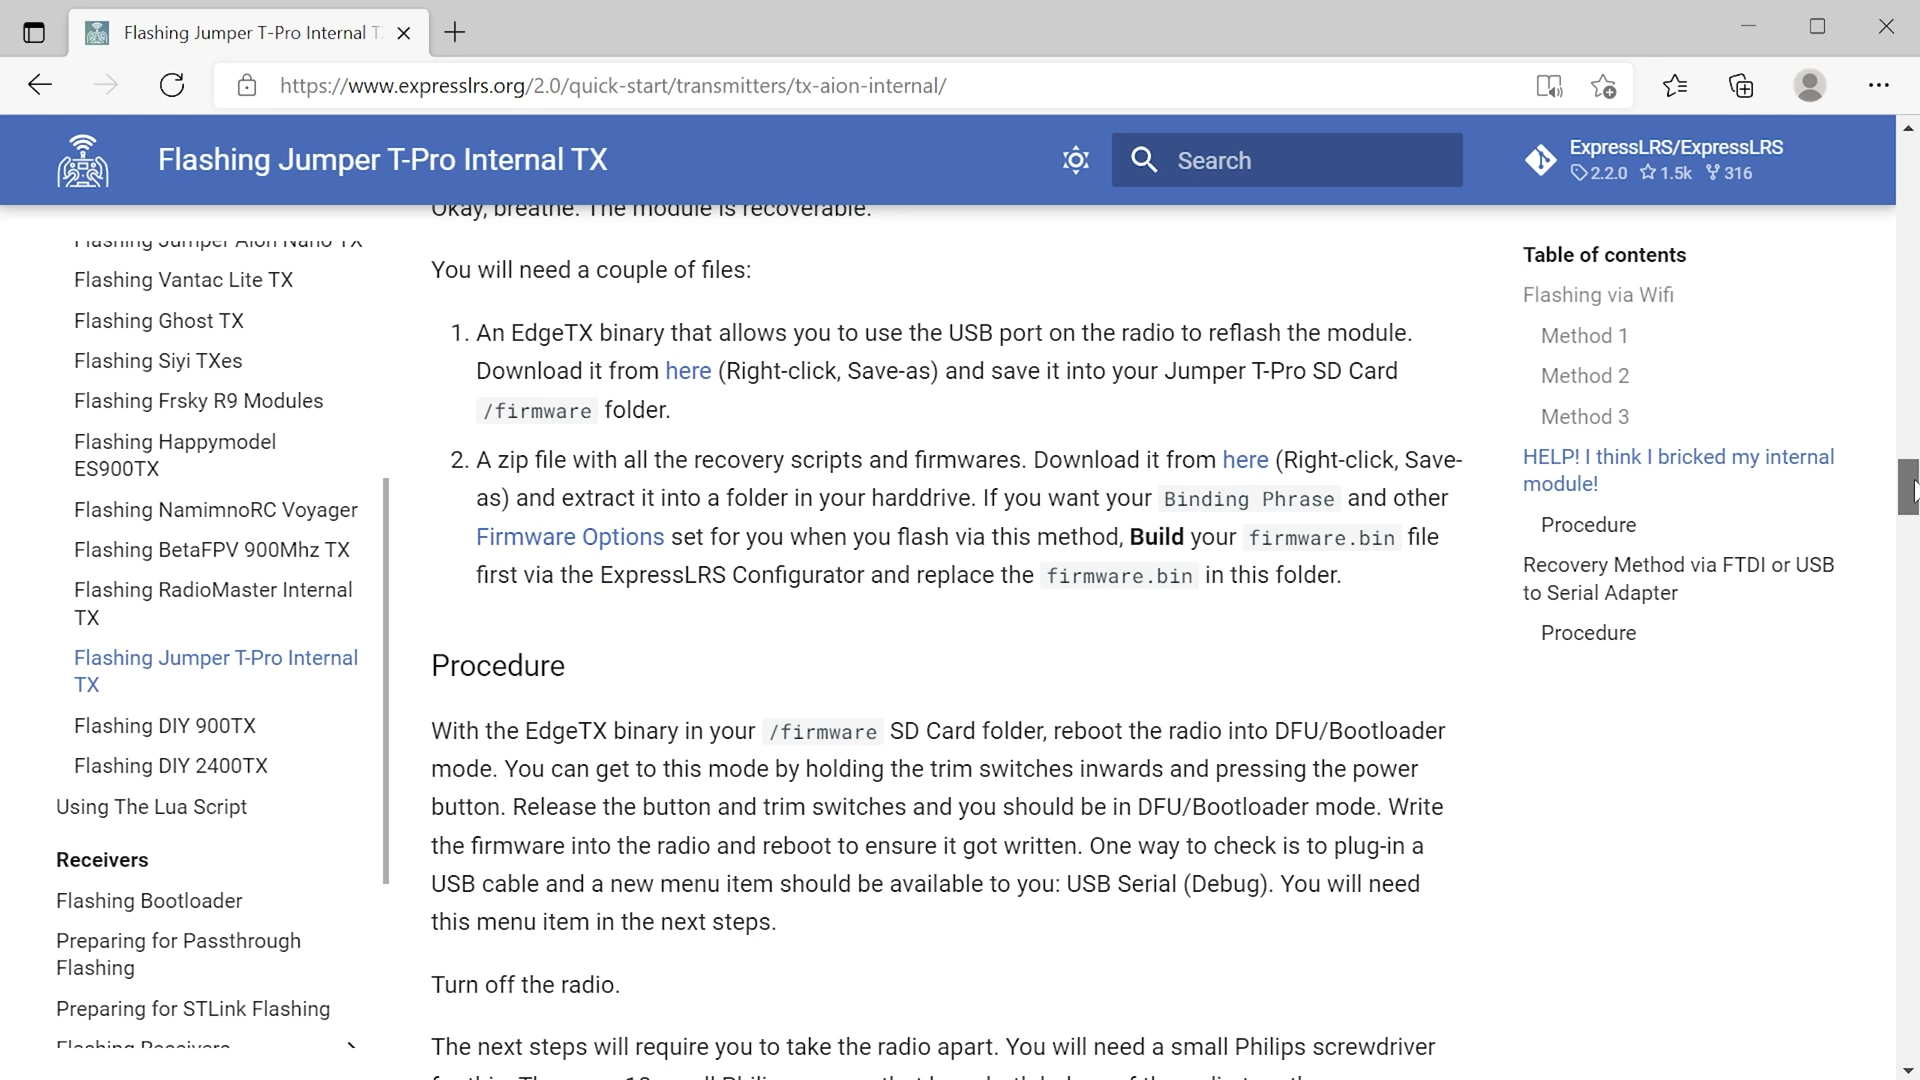 Flashing Jumper T-Pro Internal T
https://www.expresslrs.org/2.0/quick-start/transmitters/tx-aion-internal/
Flashing Jumper T-Pro Internal TX
Search
ExpressLRS/ExpressLRS
2.2.0 1.5k 316
Flashing Jumper Aion Nano TX
Flashing Vantac Lite TX
Flashing Ghost TX
Flashing Siyi TXes
Flashing Frsky R9 Modules
Flashing Happymodel
ES900TX
Flashing NamimnoRC Voyager
Flashing BetaFPV 900Mhz TX
Flashing RadioMaster Internal
TX
Flashing Jumper T-Pro Internal
TX
Flashing DIY 900TX
Flashing DIY 2400TX
Using The Lua Script
Receivers
Flashing Bootloader
Preparing for Passthrough
Flashing
Preparing for STLink Flashing
Flashing Receivers
Okay, breathe. The module is recoverable.
You will need a couple of files:
1. An EdgeTX binary that allows you to use the USB port on the radio to reflash the module.
Download it from here (Right-click, Save-as) and save it into your Jumper T-Pro SD Card
/firmware folder.
2. A zip file with all the recovery scripts and firmwares. Download it from here (Right-click, Save-
as) and extract it into a folder in your harddrive. If you want your Binding Phrase and other
Firmware Options set for you when you flash via this method, Build your firmware.bin file
first via the ExpressLRS Configurator and replace the firmware.bin in this folder.
Procedure
With the EdgeTX binary in your /firmware SD Card folder, reboot the radio into DFU/Bootloader
mode. You can get to this mode by holding the trim switches inwards and pressing the power
button. Release the button and trim switches and you should be in DFU/Bootloader mode. Write
the firmware into the radio and reboot to ensure it got written. One way to check is to plug-in a
USB cable and a new menu item should be available to you: USB Serial (Debug). You will need
this menu item in the next steps.
Turn off the radio.
The next steps will require you to take the radio apart. You will need a small Philips screwdriver
Table of contents
Flashing via Wifi
Method 1
Method 2
Method 3
HELP! I think I bricked my internal
module!
Procedure
Recovery Method via FTDI or USB
to Serial Adapter
Procedure